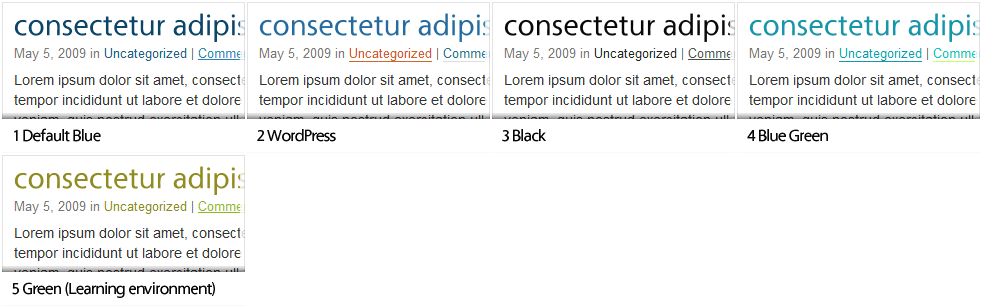 consectetur adipis
May 5, 2009 in Uncategorized | Comme
Lorem ipsum dolor sit amet, consect
tempor incididunt ut labore et dolore
1 Default Blue
consectetur adipis
May 5, 2009 in Uncategorized | Comme
Lorem ipsum dolor sit amet, consect
tempor incididunt ut labore et dolore
2 WordPress
consectetur adipis
May 5, 2009 in Uncategorized | Comme
Lorem ipsum dolor sit amet, consect
tempor incididunt ut labore et dolore
3 Black
consectetur adipis
May 5, 2009 in Uncategorized | Comme
Lorem ipsum dolor sit amet, consect
tempor incididunt ut labore et dolore
4 Blue Green
consectetur adipis
May 5, 2009 in Uncategorized | Comme
Lorem ipsum dolor sit amet, consect
tempor incididunt ut labore et dolore
5 Green (Learning environment)